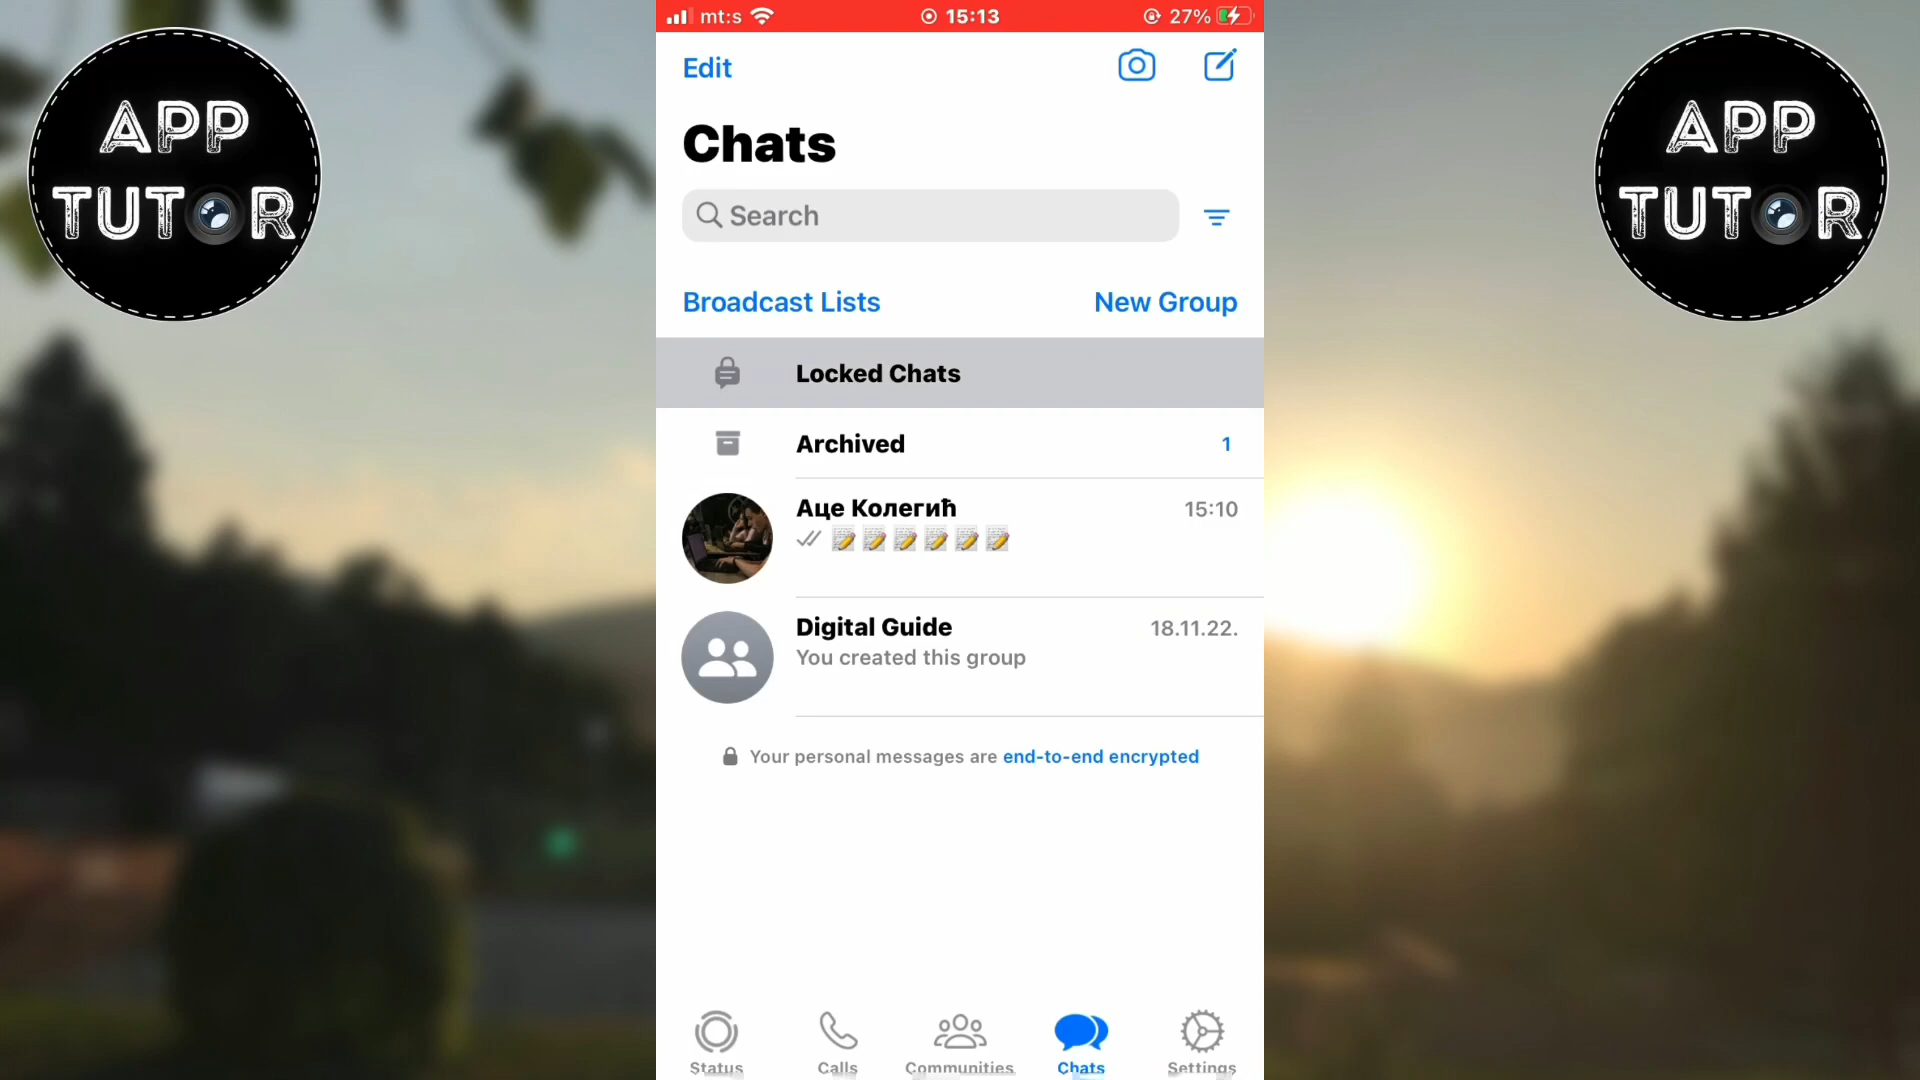 APP
TUTOR
mt:s
15:13
27%
Edit
Chats
Search
Broadcast Lists
New Group
Locked Chats
Archived
1
Аце Колегић
15:10
Digital Guide
18.11.22.
You created this group
Your personal messages are end-to-end encrypted
Status
Calls
Communities
Chats
Settings
APP
TUTOR